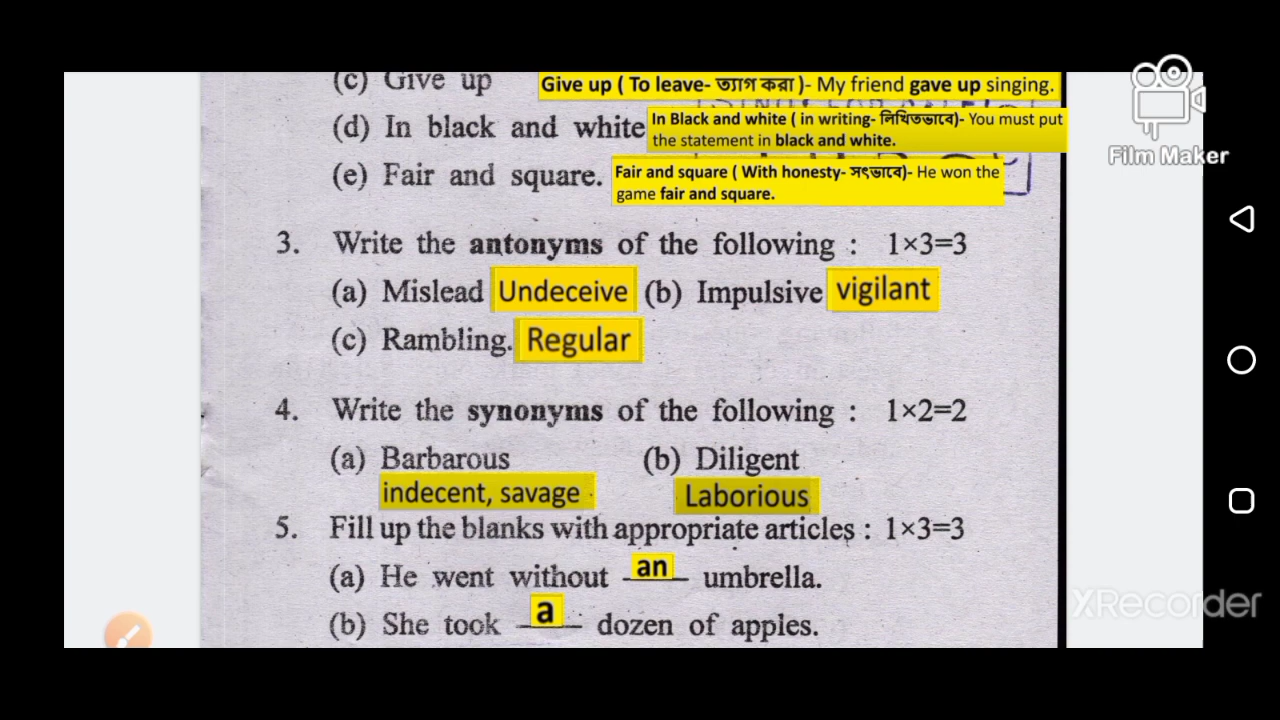 (c) Give up Give up ( To leave- ত্যাগ করা )- My friend gave up singing.
(d) In black and white In Black and white ( in writing- লিখিতভাবে)- You must put
the statement in black and white.
(e) Fair and square. Fair and square ( With honesty- সৎভাবে)- He won the
game fair and square.
Film Maker
3. Write the antonyms of the following : 1×3=3
(a) Mislead Undeceive (b) Impulsive vigilant
(c) Rambling. Regular
4. Write the synonyms of the following : 1×2=2
(a) Barbarous (b) Diligent
indecent, savage Laborious
5. Fill up the blanks with appropriate articles : 1×3=3
(a) He went without an umbrella.
(b) She took a dozen of apples.
XRecorder